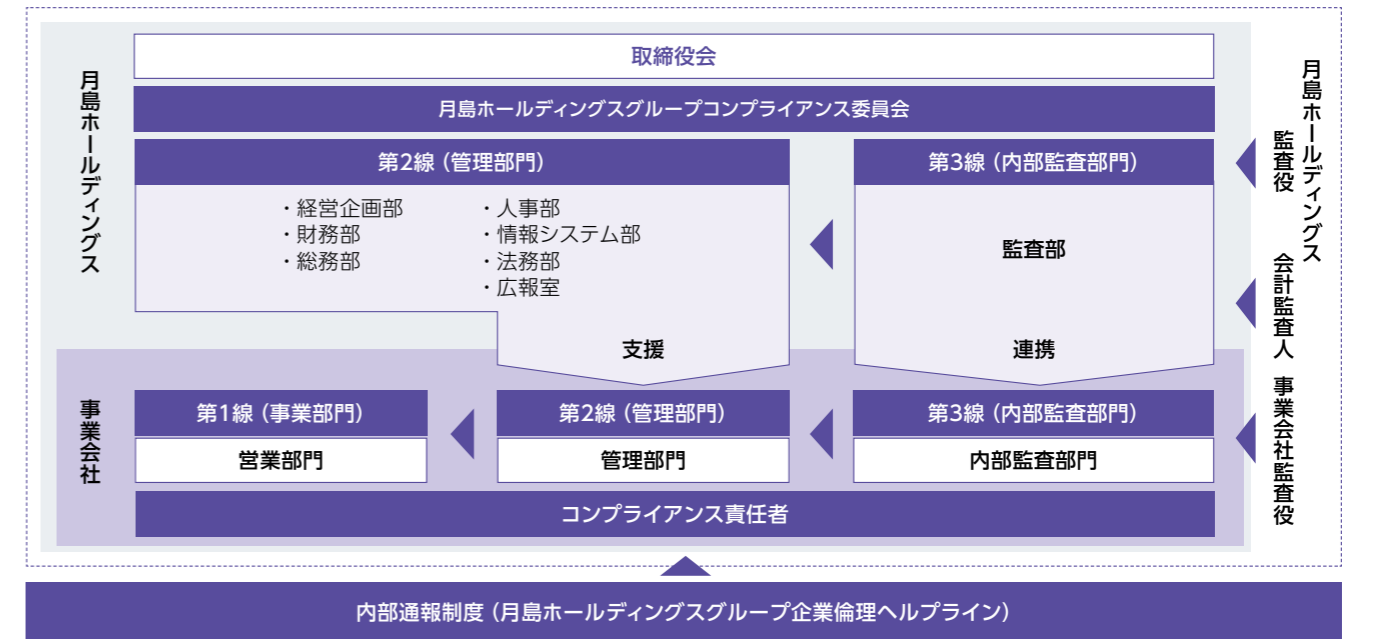 取締役会
月島ホールディングスグループコンプライアンス委員会
月島ホールディングス
第2線（管理部門）
・経営企画部
・財務部
・総務部
・人事部
・情報システム部
・法務部
・広報室
支援
第3線（内部監査部門）
監査部
連携
事業会社
第1線（事業部門）
営業部門
第2線（管理部門）
管理部門
第3線（内部監査部門）
内部監査部門
コンプライアンス責任者
月島ホールディングス
監査役
会計監査人
事業会社監査役
内部通報制度（月島ホールディングスグループ企業倫理ヘルプライン）